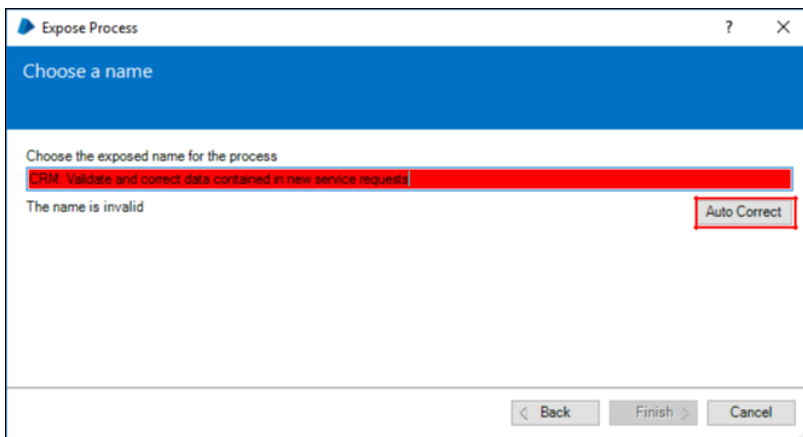 Expose Process ?
Choose a name
Choose the exposed name for the process
CRM: Validate and correct data contained in new service requests
The name is invalid
Auto Correct
Back Finish Cancel